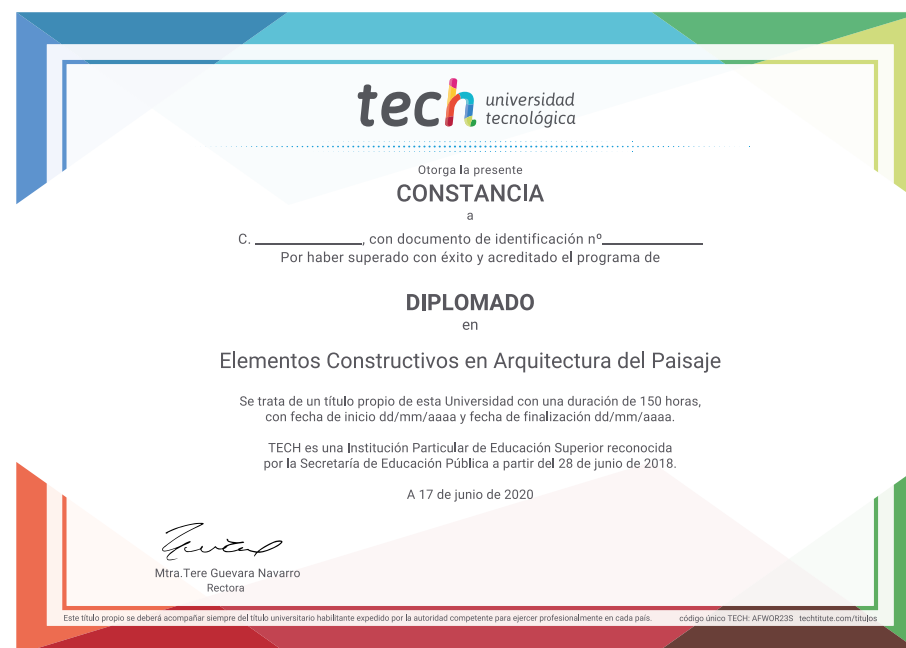 tech universidad
tecnológica
Otorga la presente
CONSTANCIA
a
C. ______________, con documento de identificación nº_____________
Por haber superado con éxito y acreditado el programa de
DIPLOMADO
en
Elementos Constructivos en Arquitectura del Paisaje
Se trata de un título propio de esta Universidad con una duración de 150 horas,
con fecha de inicio dd/mm/aaaa y fecha de finalización dd/mm/aaaa.
TECH es una Institución Particular de Educación Superior reconocida
por la Secretaría de Educación Pública a partir del 28 de junio de 2018.
A 17 de junio de 2020
Mtra.Tere Guevara Navarro
Rectora
Este título propio se deberá acompañar siempre del título universitario habilitante expedido por la autoridad competente para ejercer profesionalmente en cada país. código único TECH: AFWOR23S techtitute.com/titulos